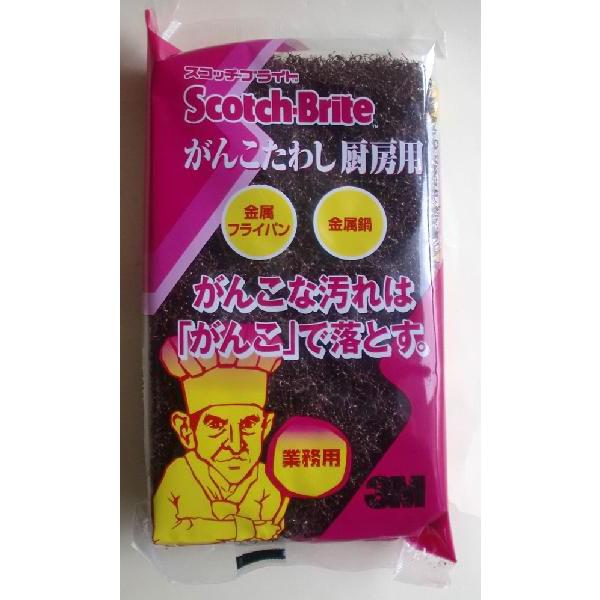 スコッチブライト
Scotch-Brite™
がんこたわし 厨房用
金属
フライパン
金属鍋
がんこな汚れは
「がんこ」で落とす。
業務用
3M